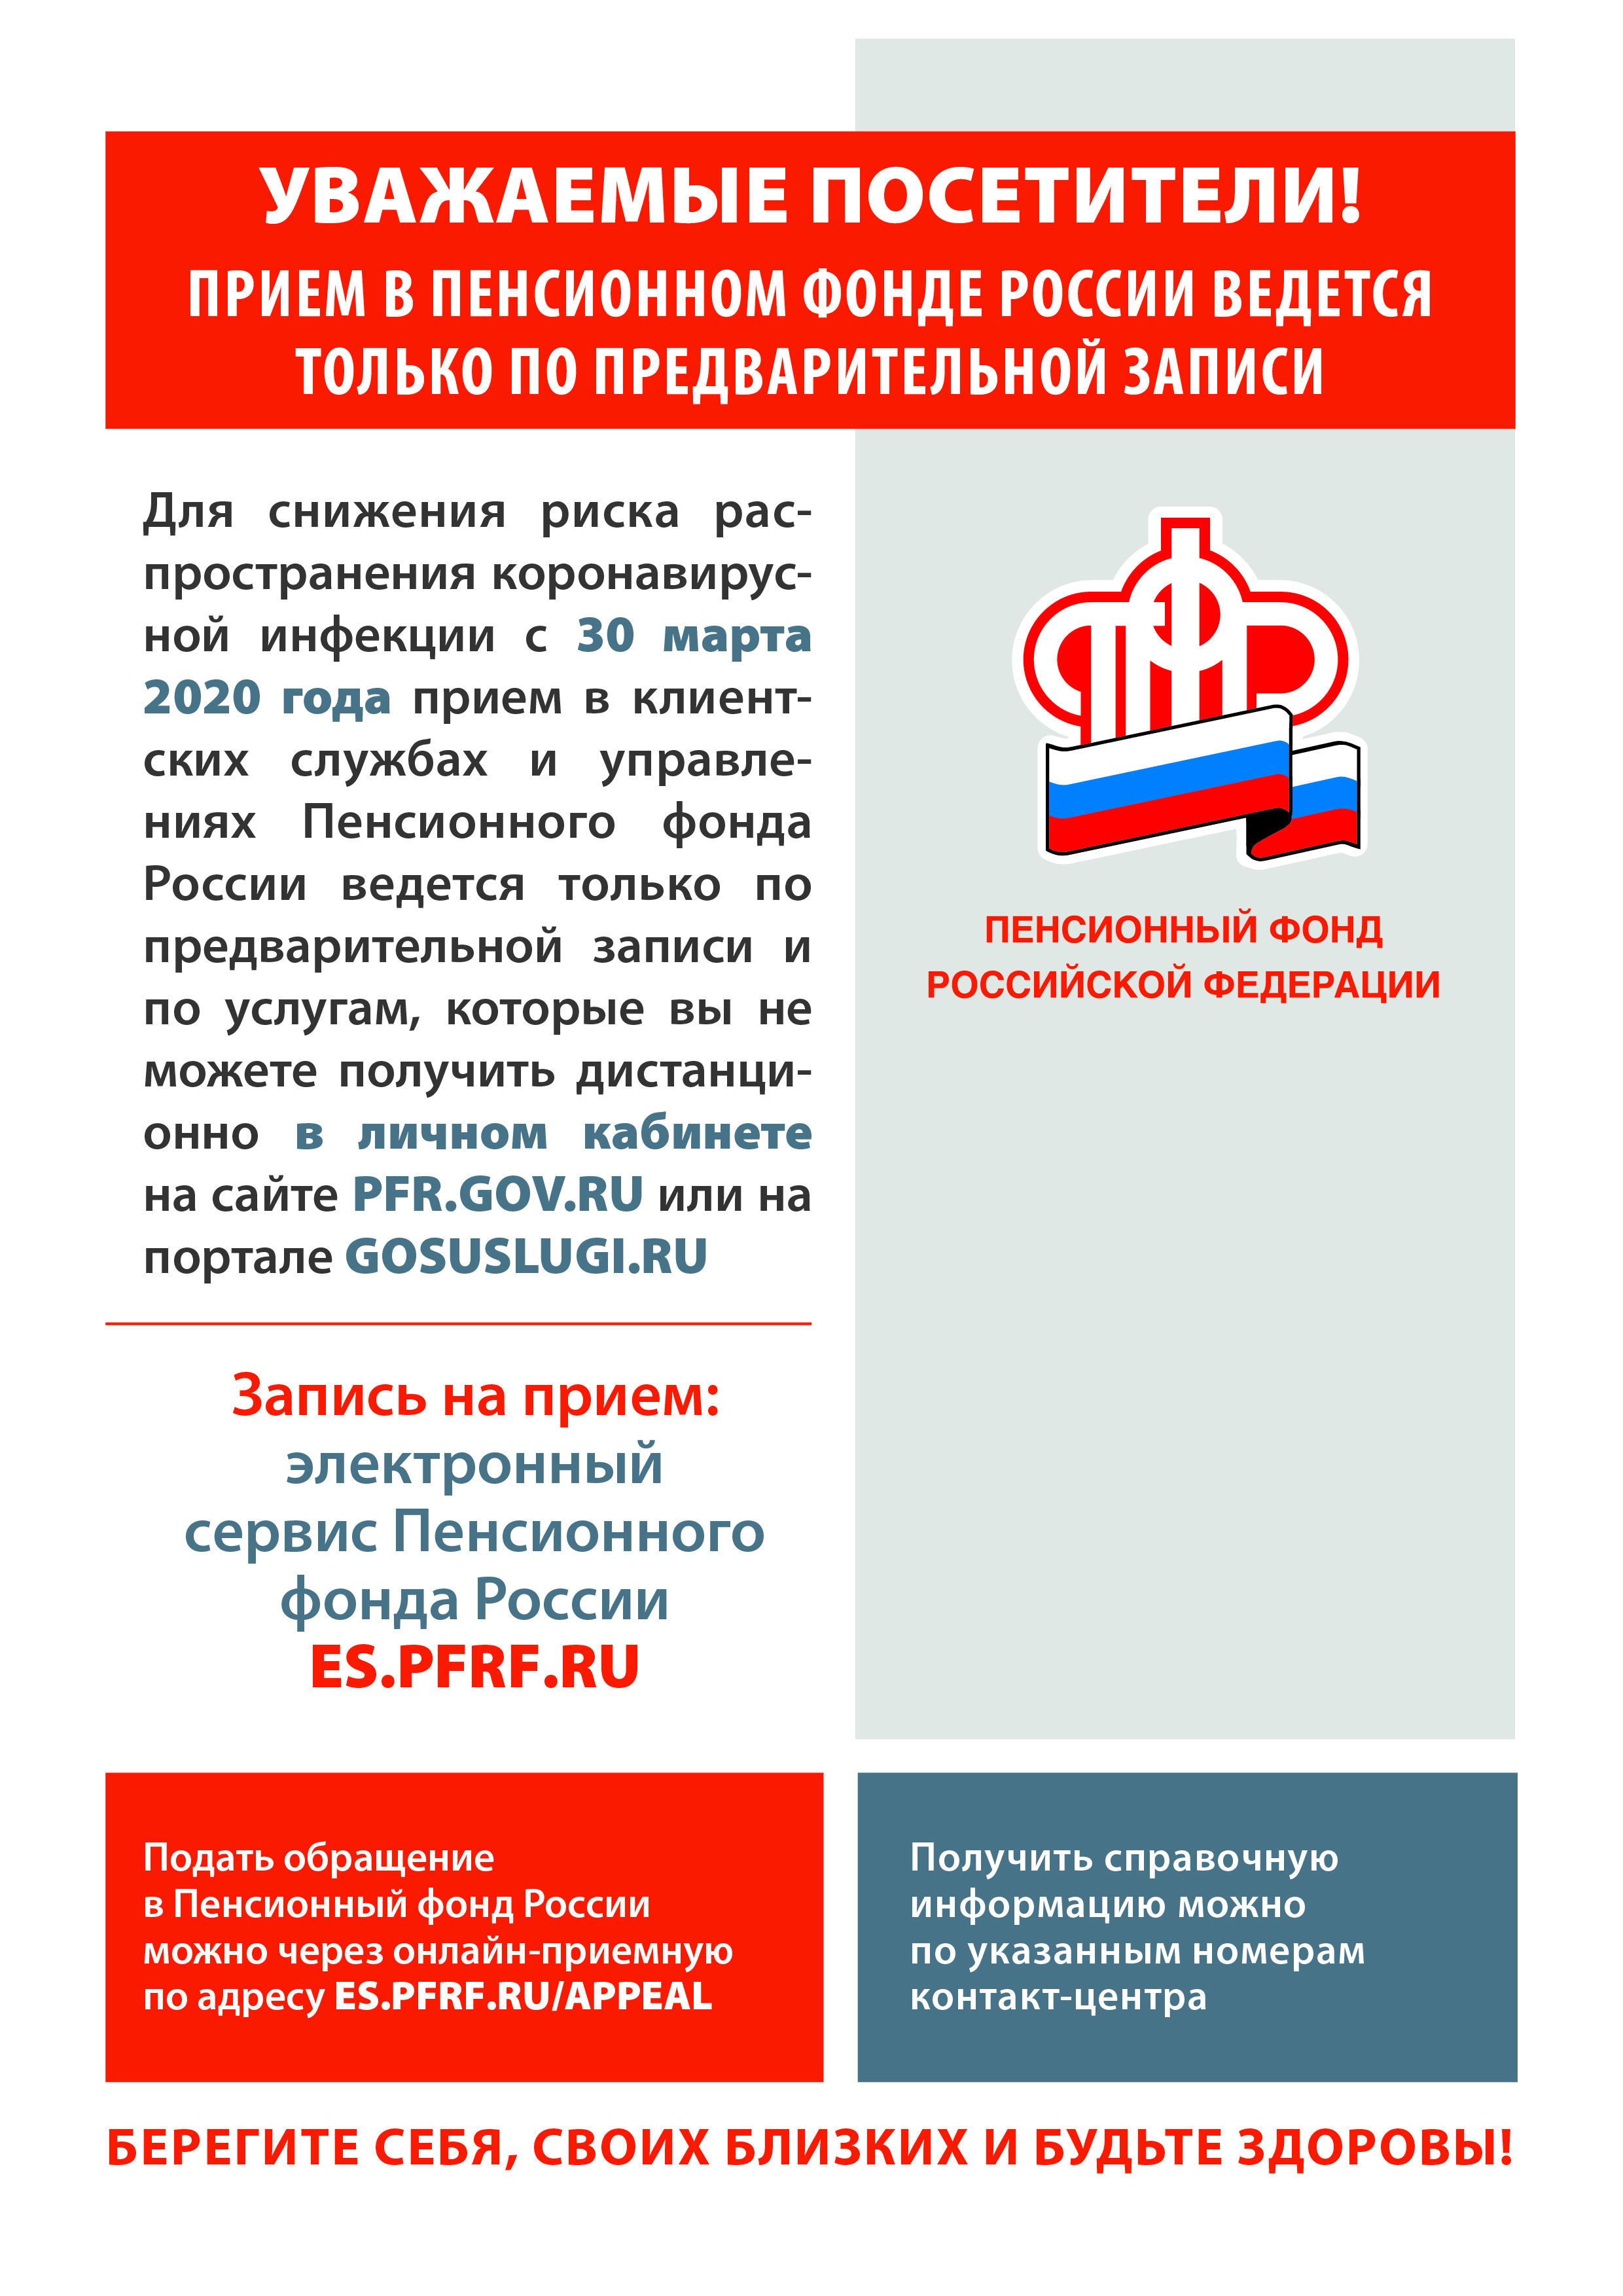 УВАЖАЕМЫЕ ПОСЕТИТЕЛИ!
ПРИЕМ В ПЕНСИОННОМ ФОНДЕ РОССИИ ВЕДЕТСЯ
ТОЛЬКО ПО ПРЕДВАРИТЕЛЬНОЙ ЗАПИСИ
Для снижения риска рас-
пространения коронавирус-
ной инфекции с 30 марта
2020 года прием в клиент-
ских службах и управле-
ниях Пенсионного фонда
России ведется только по
предварительной записи и
по услугам, которые вы не
можете получить дистанци-
онно в личном кабинете
на сайте PFR.GOV.RU или на
портале GOSUSLUGI.RU
ПЕНСИОННЫЙ ФОНД
РОССИЙСКОЙ ФЕДЕРАЦИИ
Запись на прием:
электронный
сервис Пенсионного
фонда России
ES.PFRF.RU
Подать обращение
в Пенсионный фонд России
можно через онлайн-приемную
по адресу ES.PFRF.RU/APPEAL
Получить справочную
информацию можно
по указанным номерам
контакт-центра
БЕРЕГИТЕ СЕБЯ, СВОИХ БЛИЗКИХ И БУДЬТЕ ЗДОРОВЫ!